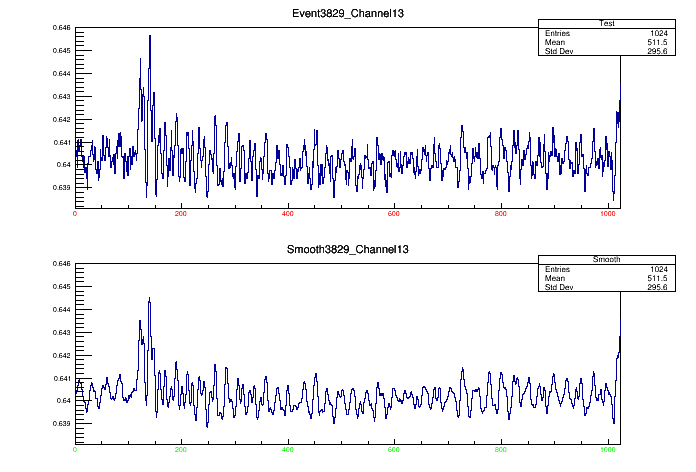 Event3829_Channel13
Test
Entries 1024
Mean 511.5
Std Dev 295.6
0.646
0.645
0.644
0.643
0.642
0.641
0.64
0.639
0 200 400 600 800 1000
Smooth3829_Channel13
Smooth
Entries 1024
Mean 511.5
Std Dev 295.6
0.646
0.645
0.644
0.643
0.642
0.641
0.64
0.639
0 200 400 600 800 1000